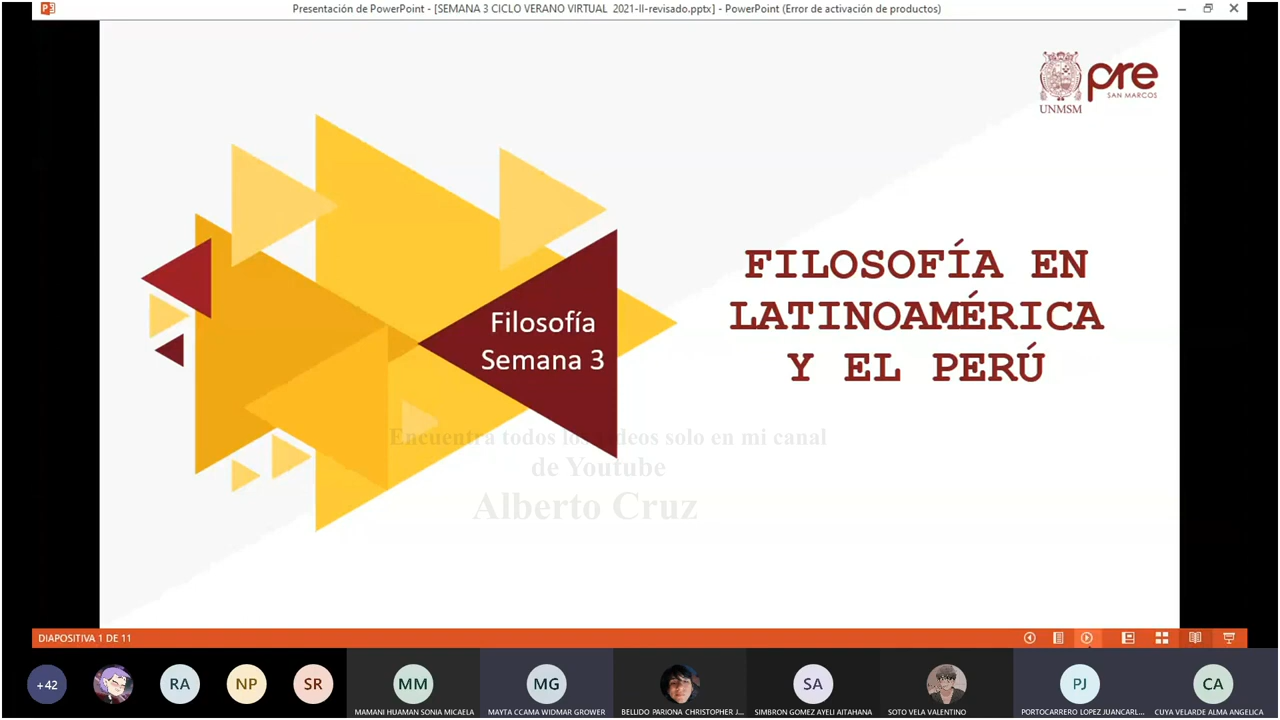 Presentación de PowerPoint - [SEMANA 3 CICLO VERANO VIRTUAL 2021-II-revisado.pptx] - PowerPoint (Error de activación de productos)
pre
SAN MARCOS
UNMSM
FILOSOFÍA EN
LATINOAMÉRICA
Y EL PERÚ
Filosofía
Semana 3
Encuentra todos los videos solo en mi canal
de Youtube
Alberto Cruz
DIAPOSITIVA 1 DE 11
+42
RA
NP
SR
MM
MG
SA
PJ
CA
MAMANI HUAMAN SONIA MICAELA
MAYTA CCAMA WIDMAR GROWER
BELLIDO PARIONA CHRISTOPHER J...
SIMBRON GOMEZ AYELI AITAHANA
SOTO VELA VALENTINO
PORTOCARRERO LOPEZ JUANCARL...
CUYA VELARDE ALMA ANGELICA